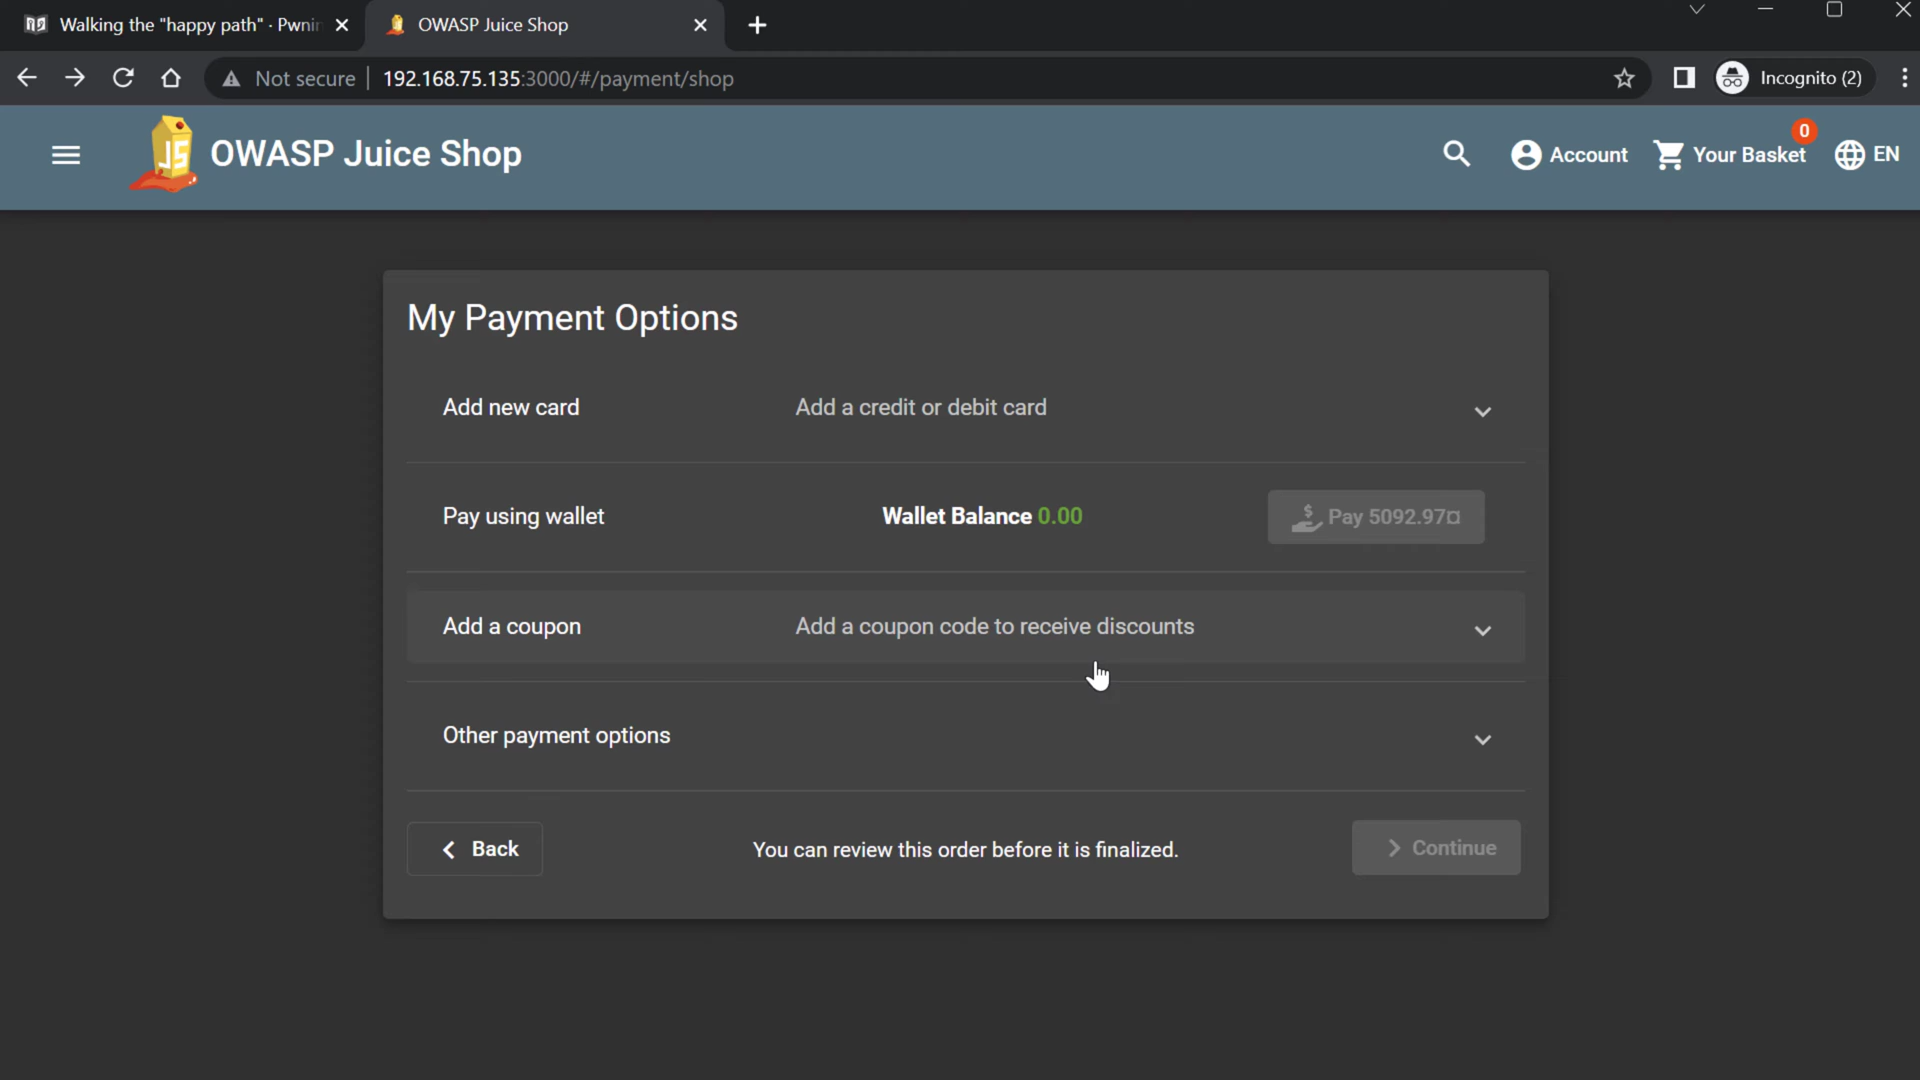 Walking the "happy path" · Pwnin
OWASP Juice Shop
Not secure
192.168.75.135:3000/#/payment/shop
Incognito (2)
JS
OWASP Juice Shop
Account
Your Basket
0
EN
My Payment Options
Add new card
Add a credit or debit card
Pay using wallet
Wallet Balance 0.00
$
Pay 5092.97¤
Add a coupon
Add a coupon code to receive discounts
Other payment options
Back
You can review this order before it is finalized.
Continue